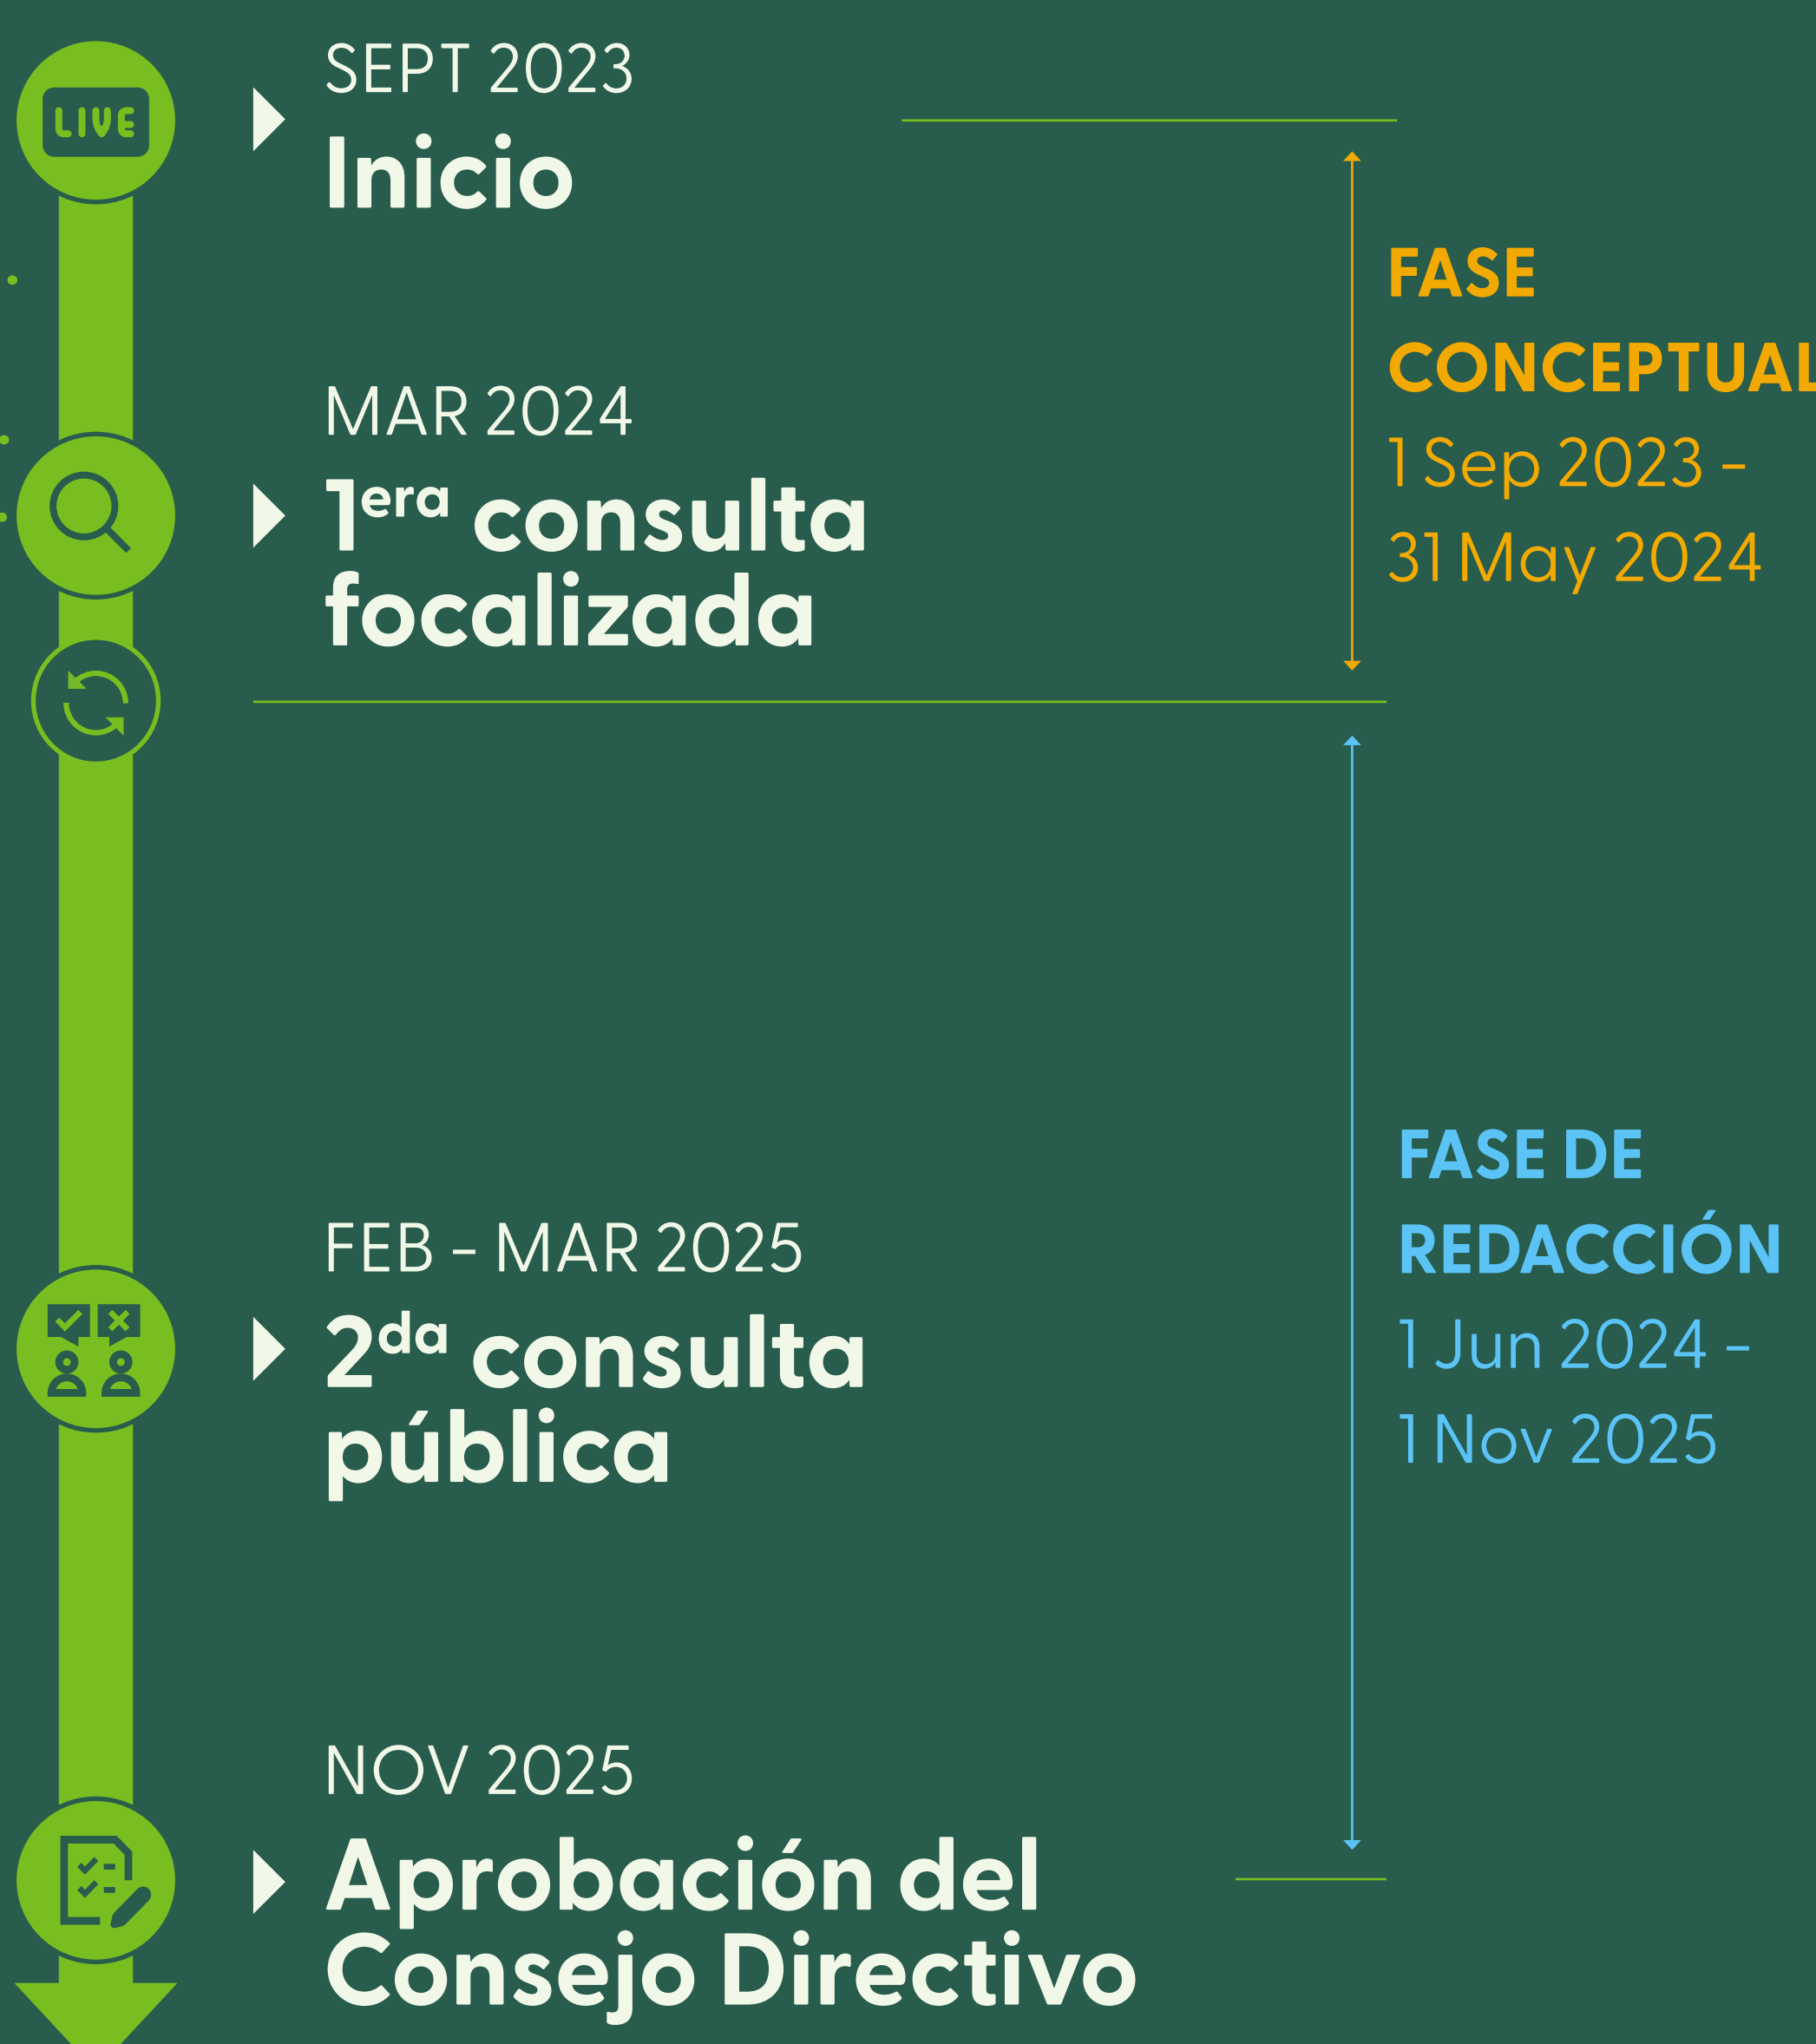 LIVE
SEPT 2023
Inicio
FASE
CONCEPTUAL
1 Sep 2023 –
31 May 2024
MAR 2024
1era consulta
focalizada
FASE DE
REDACCIÓN
1 Jun 2024 –
1 Nov 2025
FEB – MAR 2025
2da consulta
pública
NOV 2025
Aprobación del
Consejo Directivo